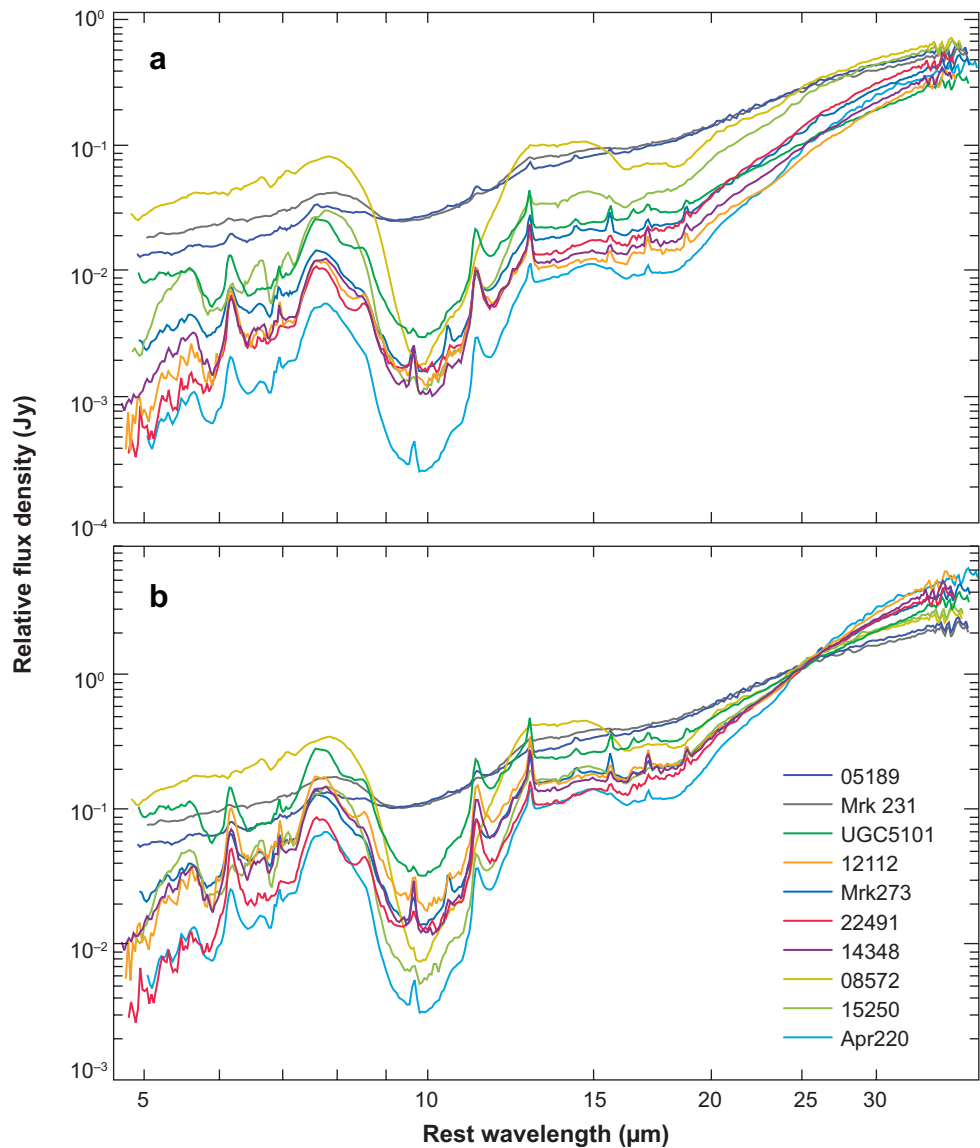 a
10⁰
10⁻¹
10⁻²
10⁻³
10⁻⁴
Relative flux density (Jy)
b
10⁰
10⁻¹
10⁻²
10⁻³
05189
Mrk 231
UGC5101
12112
Mrk273
22491
14348
08572
15250
Apr220
5 10 15 20 25 30
Rest wavelength (µm)